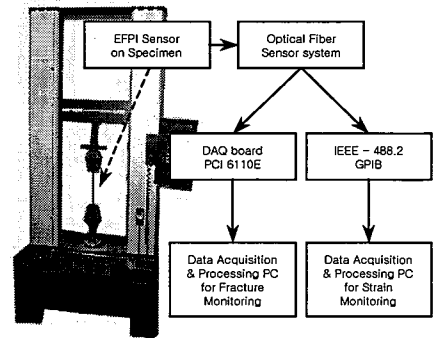 EFPI Sensor
on Specimen
Optical Fiber
Sensor system
DAQ board
PCI 6110E
IEEE - 488.2
GPIB
Data Acquisition
& Processing PC
for Fracture
Monitoring
Data Acquisition
& Processing PC
for Strain
Monitoring